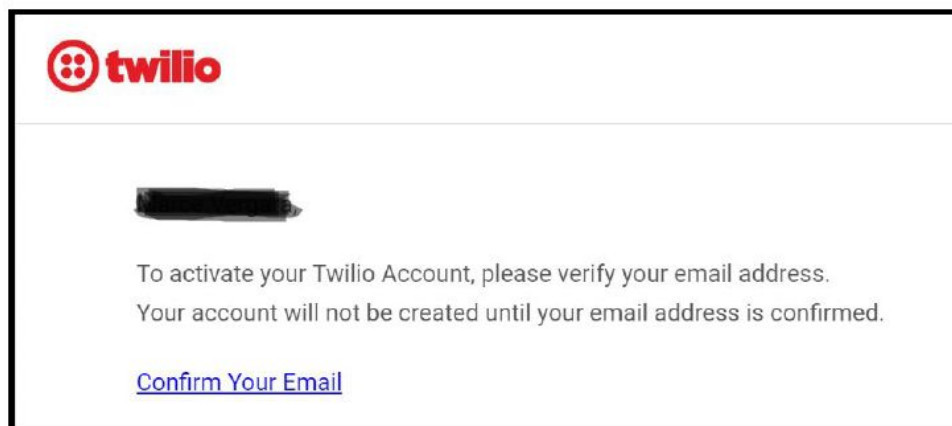 twilio
To activate your Twilio Account, please verify your email address.
Your account will not be created until your email address is confirmed.
Confirm Your Email